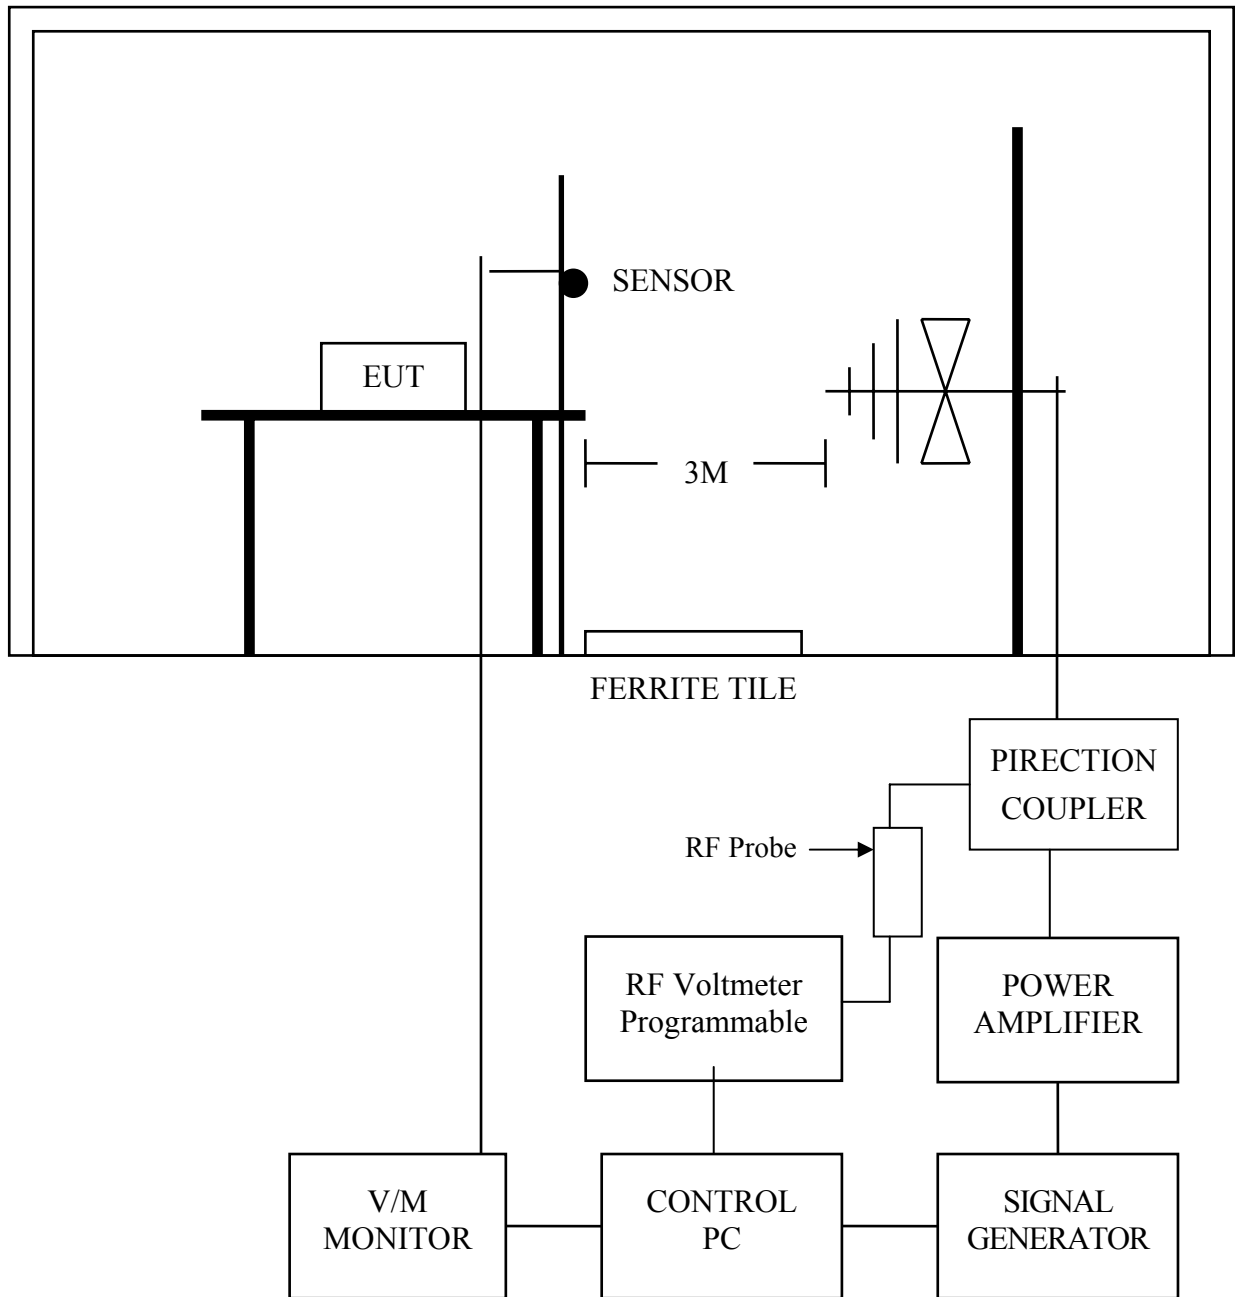 SENSOR
EUT
3M
FERRITE TILE
PIRECTION
COUPLER
RF Probe
RF Voltmeter
Programmable
POWER
AMPLIFIER
V/M
MONITOR
CONTROL
PC
SIGNAL
GENERATOR